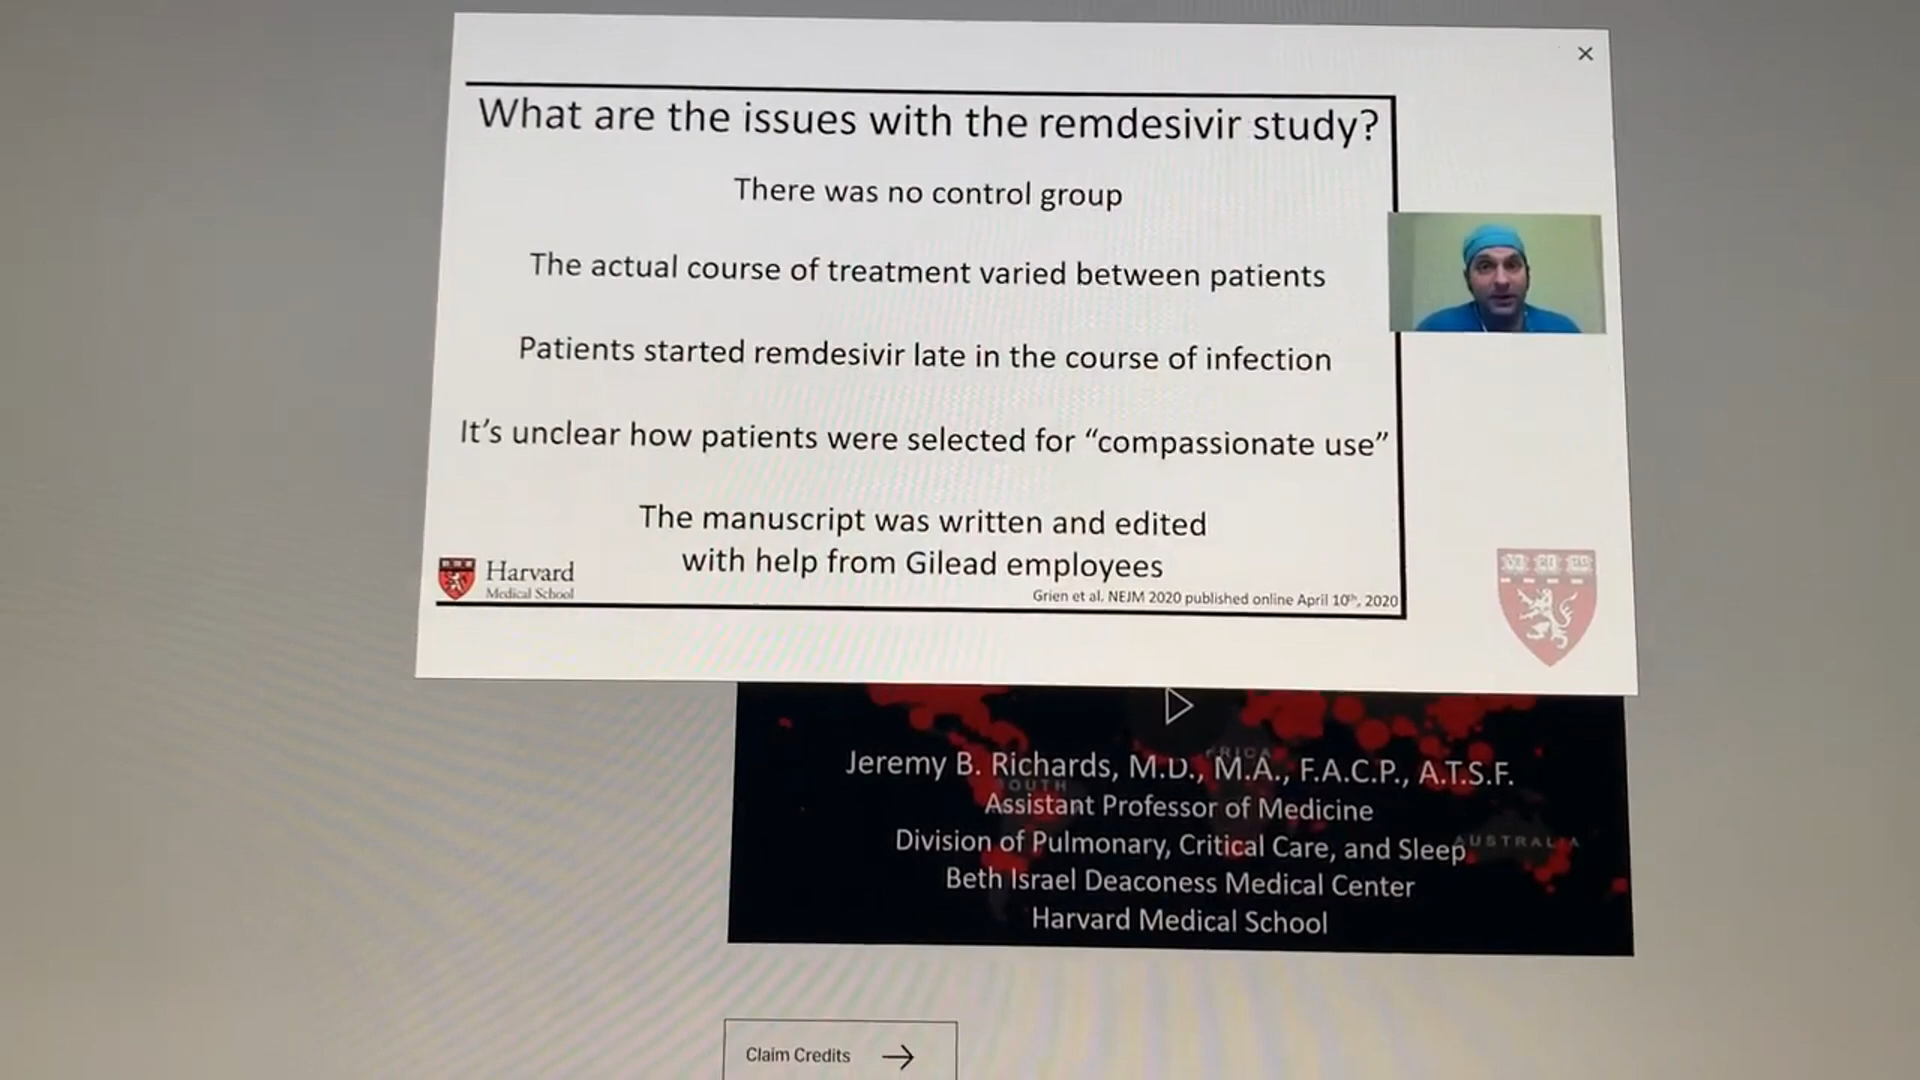 What are the issues with the remdesivir study?
There was no control group
The actual course of treatment varied between patients
Patients started remdesivir late in the course of infection
It's unclear how patients were selected for “compassionate use”
The manuscript was written and edited
with help from Gilead employees
Harvard
Medical School
Grien et al. NEJM 2020 published online April 10th, 2020
Jeremy B. Richards, M.D., M.A., F.A.C.P., A.T.S.F.
Assistant Professor of Medicine
Division of Pulmonary, Critical Care, and Sleep
Beth Israel Deaconess Medical Center
Harvard Medical School
AUSTRALIA
Claim Credits